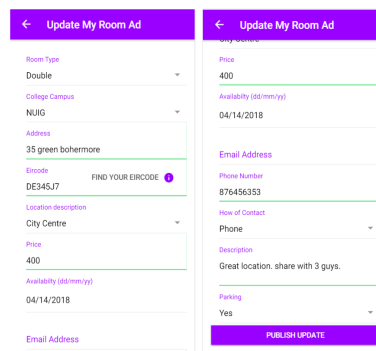 Update My Room Ad
Room Type
Double
College Campus
NUIG
Address
35 green bohermore
Eircode
FIND YOUR EIRCODE
DE345J7
Location description
City Centre
Price
400
Availabilty (dd/mm/yy)
04/14/2018
Email Address
Update My Room Ad
City Centre
Price
400
Availabilty (dd/mm/yy)
04/14/2018
Email Address
Phone Number
876456353
How of Contact
Phone
Description
Great location. share with 3 guys.
Parking
Yes
PUBLISH UPDATE